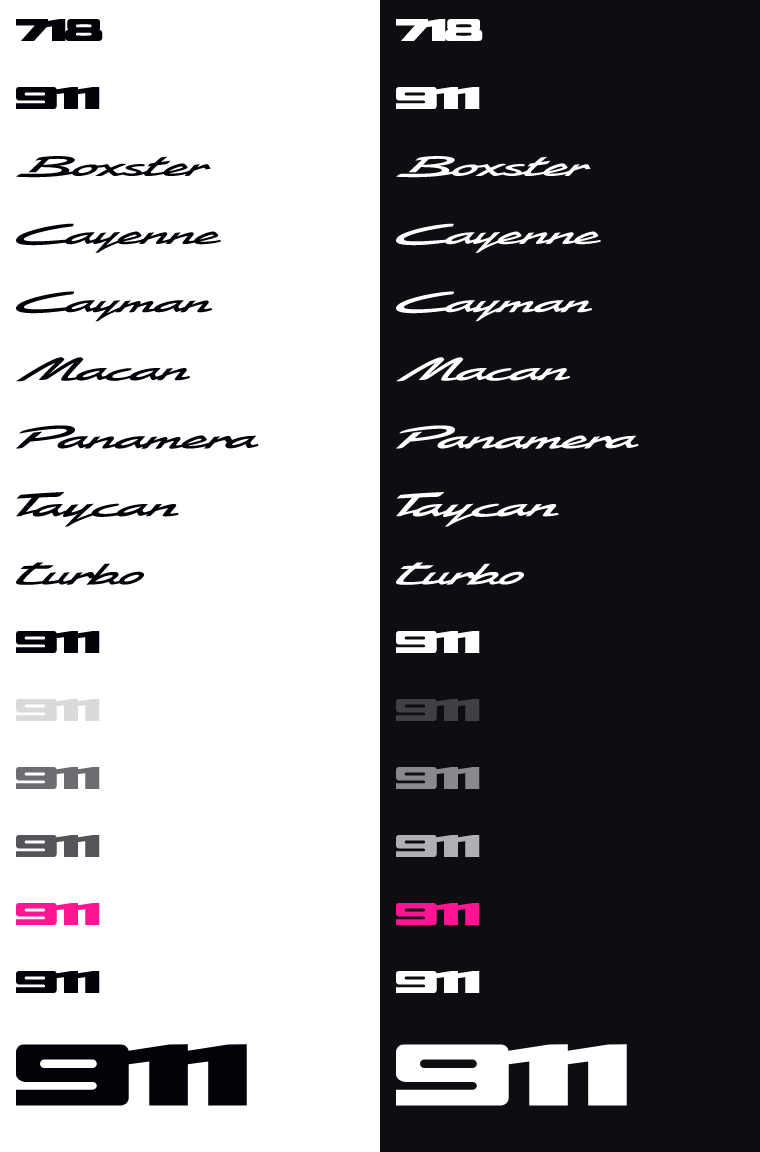 718 718
911 911
Boxster Boxster
Cayenne Cayenne
Cayman Cayman
Macan Macan
Panamera Panamera
Taycan Taycan
turbo turbo
911 911
911 911
911 911
911 911
911 911
911 911
911 911